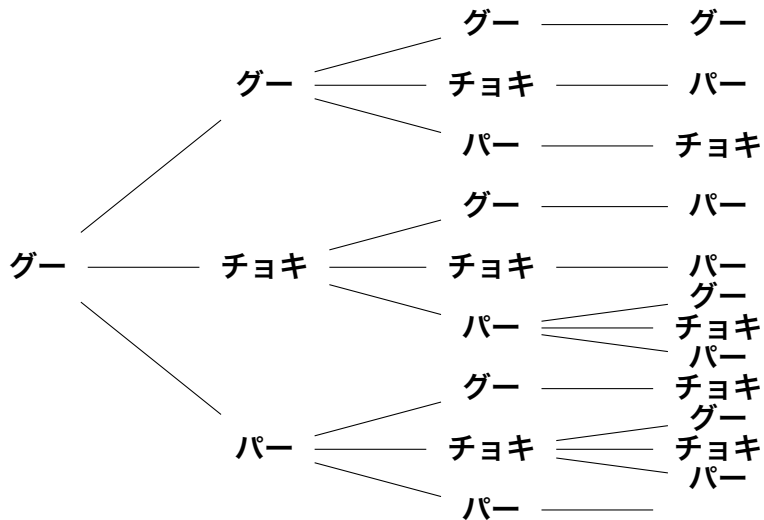 グー グー
グー チョキ パー
パー チョキ
グー パー
グー チョキ チョキ パー
グー
パー チョキ
パー
グー チョキ
グー
パー チョキ チョキ
パー
パー